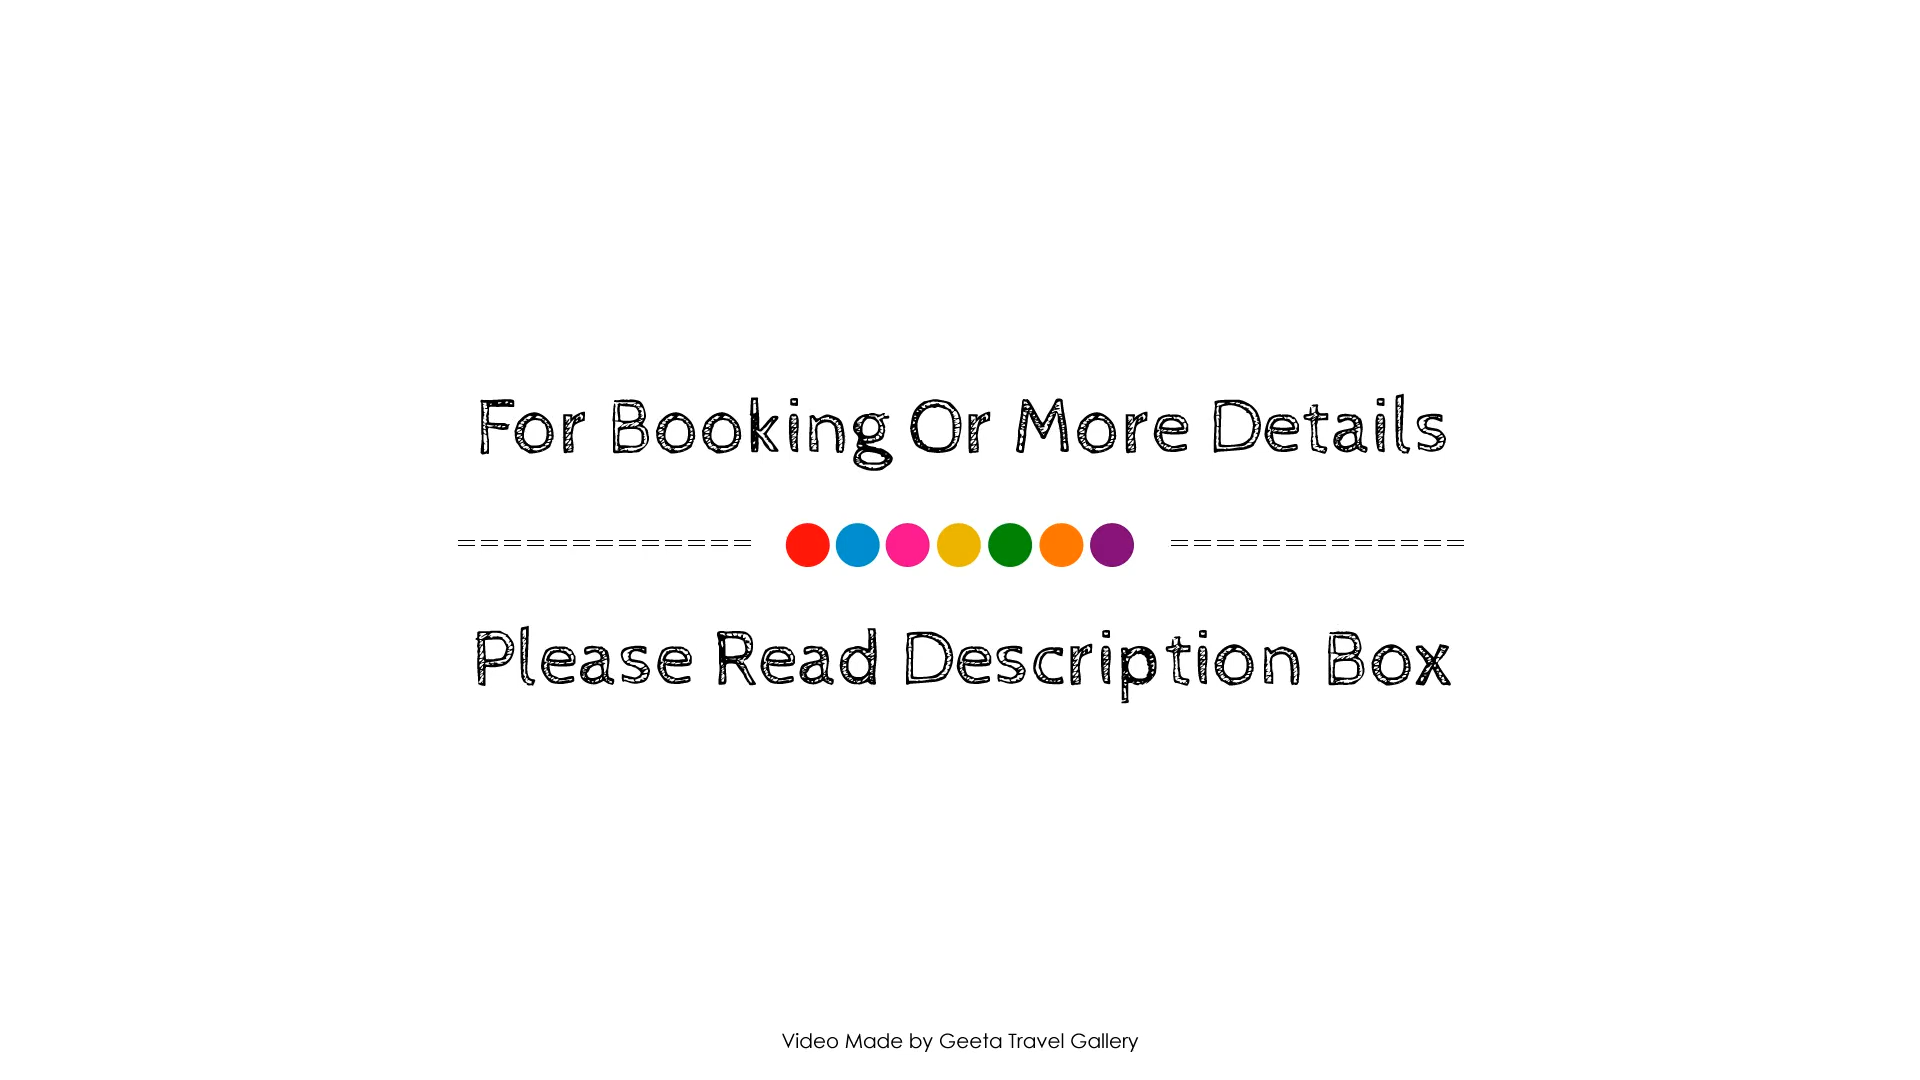 For Booking Or More Details
============= =============
Please Read Description Box
Video Made by Geeta Travel Gallery